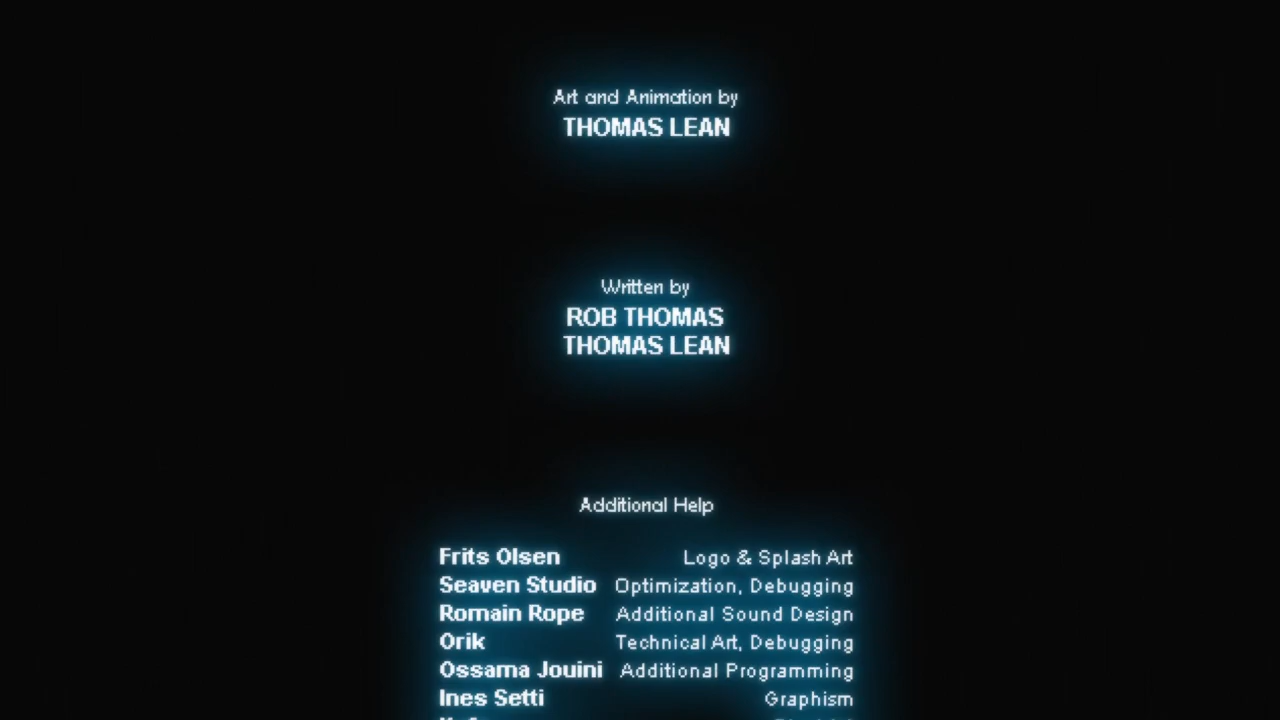 Art and Animation by
THOMAS LEAN
Written by
ROB THOMAS
THOMAS LEAN
Additional Help
Frits Olsen Logo & Splash Art
Seaven Studio Optimization, Debugging
Romain Rope Additional Sound Design
Orik Technical Art, Debugging
Ossama Jouini Additional Programming
Ines Setti Graphism